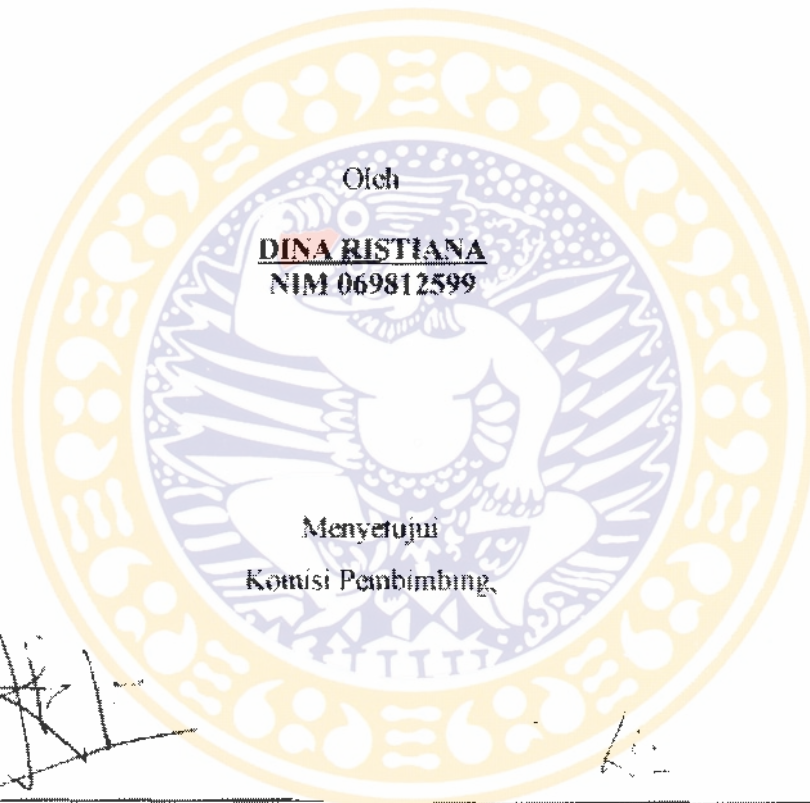 Oleh
DINA RISTIANA
NIM 069812599
Menyetujui
Komisi Pembimbing,